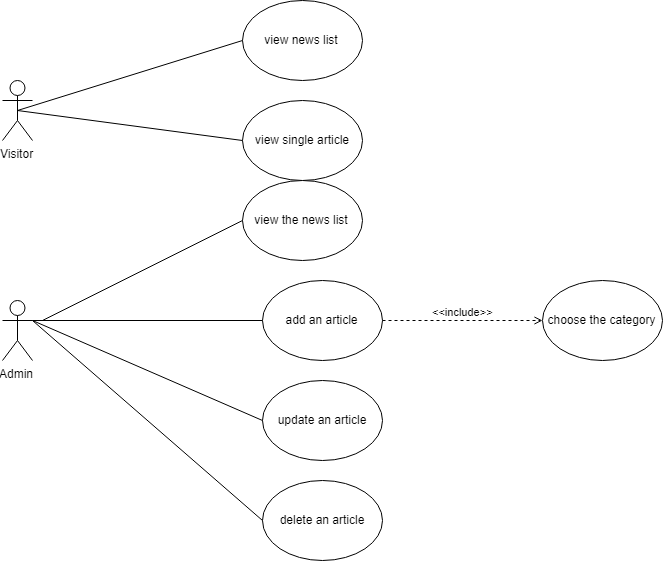 view news list
Visitor
view single article
view the news list
Admin
add an article
<<include>>
choose the category
update an article
delete an article